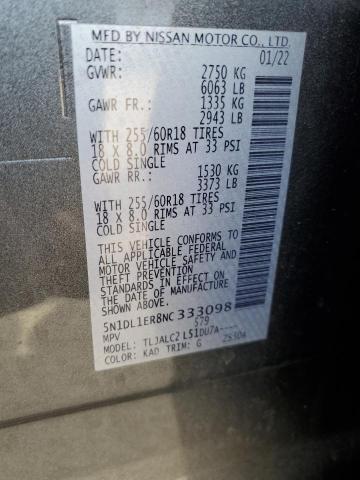 MFD BY NISSAN MOTOR CO., LTD.
DATE: 01/22
GVWR: 2750 KG
6063 LB
GAWR FR.: 1335 KG
2943 LB
WITH 255/60R18 TIRES
18 X 8.0 RIMS AT 33 PSI
COLD SINGLE
GAWR RR.: 1530 KG
3373 LB
WITH 255/60R18 TIRES
18 X 8.0 RIMS AT 33 PSI
COLD SINGLE
THIS VEHICLE CONFORMS TO
ALL APPLICABLE FEDERAL
MOTOR VEHICLE SAFETY AND
THEFT PREVENTION
STANDARDS IN EFFECT ON
THE DATE OF MANUFACTURE
SHOWN ABOVE.
5N1DL1ER8NC333098
MPV 579
MODEL: TLJALC2 L51DU7A----
COLOR: KAD TRIM: G